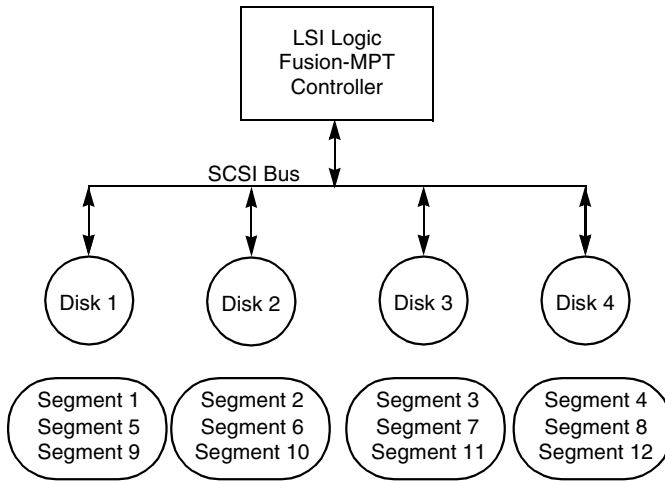 LSI Logic
Fusion-MPT
Controller
SCSI Bus
Disk 1
Disk 2
Disk 3
Disk 4
Segment 1
Segment 5
Segment 9
Segment 2
Segment 6
Segment 10
Segment 3
Segment 7
Segment 11
Segment 4
Segment 8
Segment 12